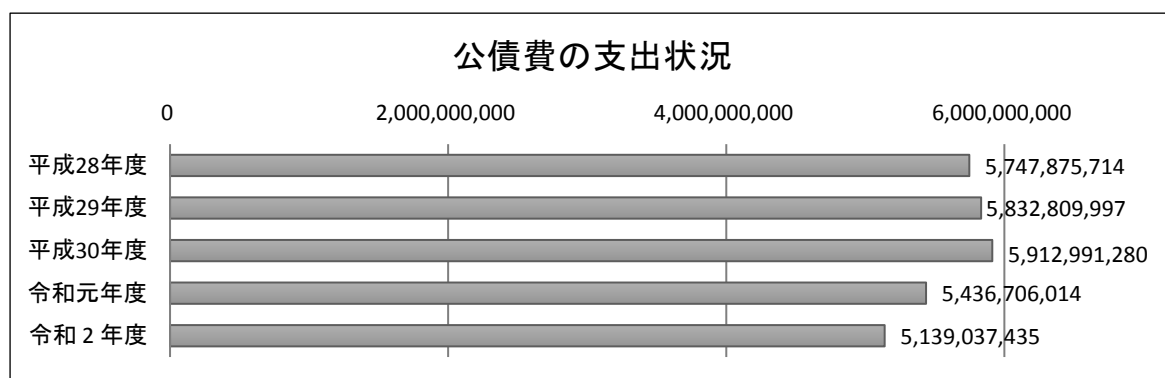 公債費の支出状況
0 2,000,000,000 4,000,000,000 6,000,000,000
平成28年度 5,747,875,714
平成29年度 5,832,809,997
平成30年度 5,912,991,280
令和元年度 5,436,706,014
令和２年度 5,139,037,435